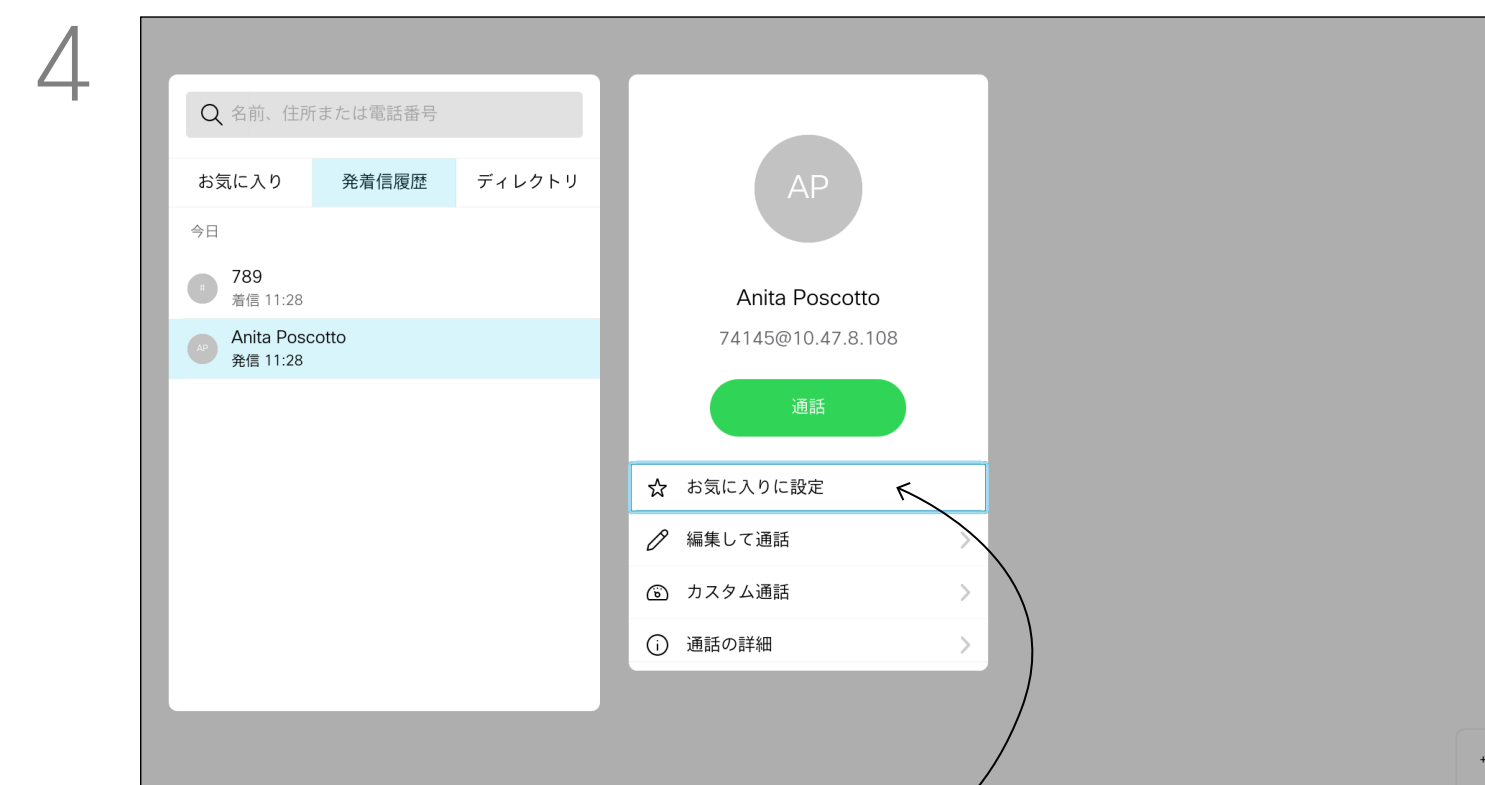 4
名前、住所または電話番号
お気に入り 発着信履歴 ディレクトリ
今日
#
789
着信 11:28
AP
Anita Poscotto
発信 11:28
AP
Anita Poscotto
74145@10.47.8.108
通話
お気に入りに設定
編集して通話
カスタム通話
通話の詳細
+